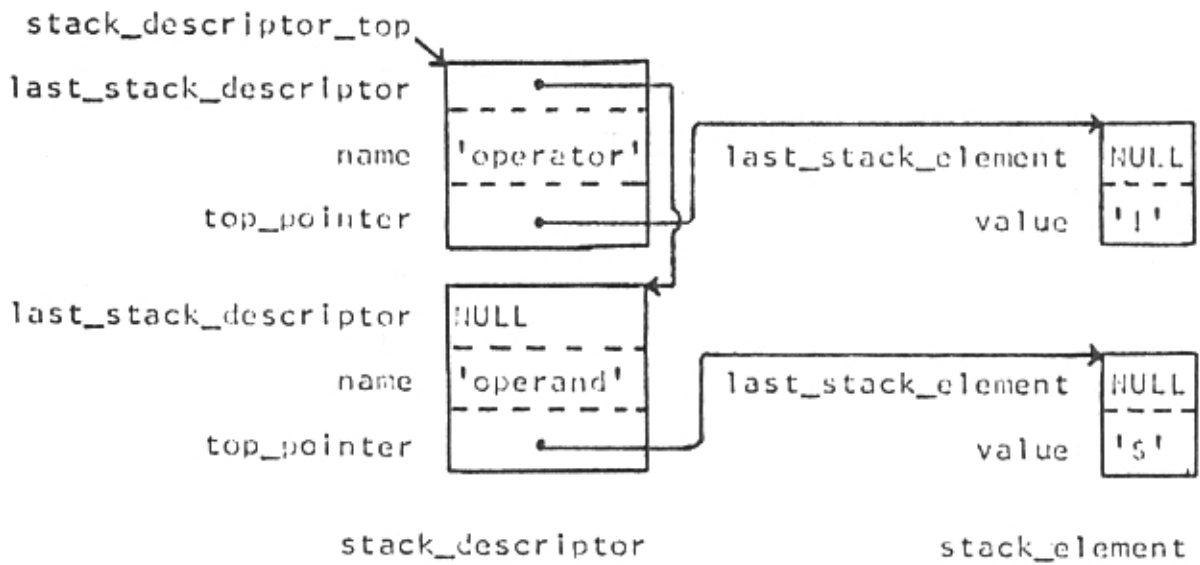 stack_descriptor_top
last_stack_descriptor
name 'operator' last_stack_element NULL
top_pointer value '|'
last_stack_descriptor NULL
name 'operand' last_stack_element NULL
top_pointer value '$'
stack_descriptor stack_element